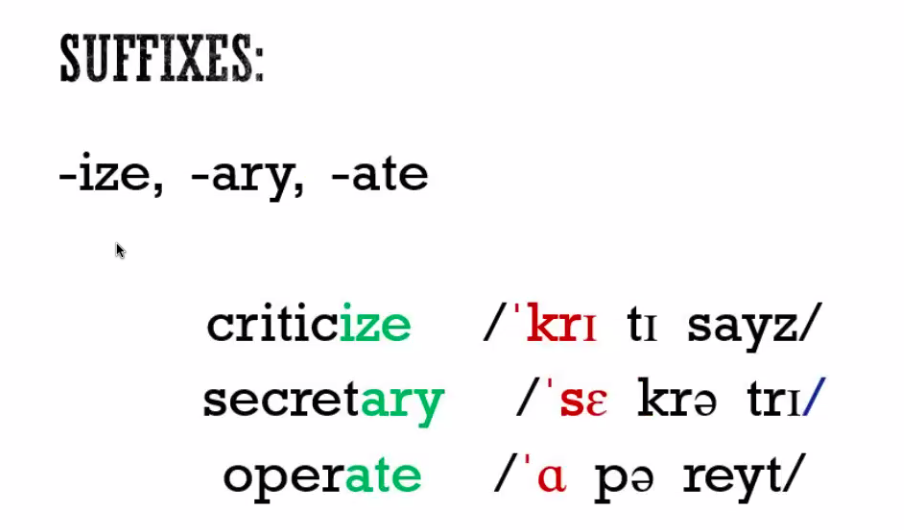 SUFFIXES:
-ize, -ary, -ate
criticize /ˈkrɪ tɪ sayz/
secretary /ˈsɛ krə trɪ/
operate /ˈɑ pə reyt/